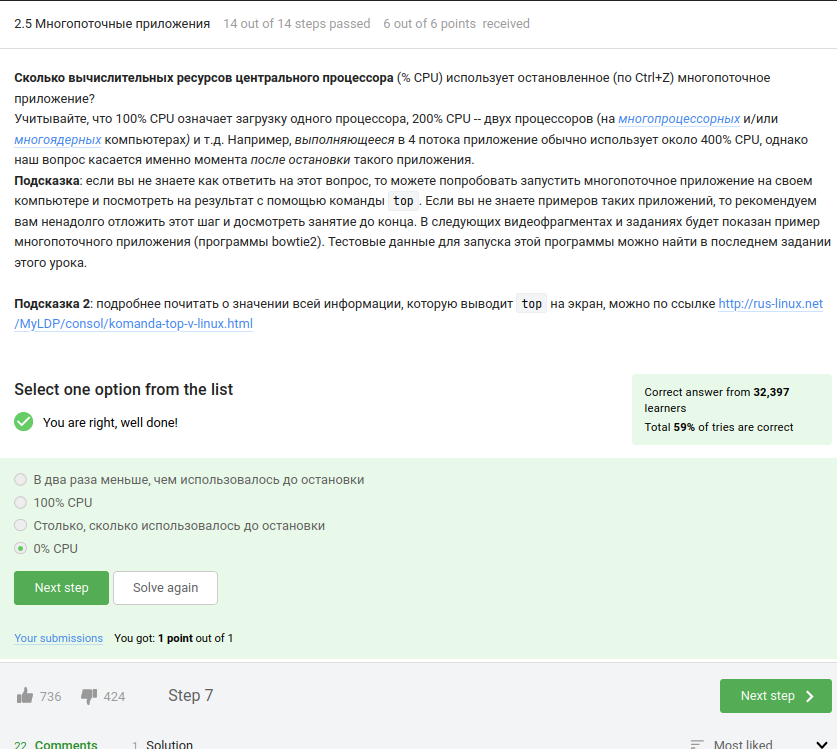 2.5 Многопоточные приложения 14 out of 14 steps passed 6 out of 6 points received
Сколько вычислительных ресурсов центрального процессора (% CPU) использует остановленное (по Ctrl+Z) многопоточное
приложение?
Учитывайте, что 100% CPU означает загрузку одного процессора, 200% CPU -- двух процессоров (на многопроцессорных и/или
многоядерных компьютерах) и т.д. Например, выполняющееся в 4 потока приложение обычно использует около 400% CPU, однако
наш вопрос касается именно момента после остановки такого приложения.
Подсказка: если вы не знаете как ответить на этот вопрос, то можете попробовать запустить многопоточное приложение на своем
компьютере и посмотреть на результат с помощью команды top . Если вы не знаете примеров таких приложений, то рекомендуем
вам ненадолго отложить этот шаг и досмотреть занятие до конца. В следующих видеофрагментах и заданиях будет показан пример
многопоточного приложения (программы bowtie2). Тестовые данные для запуска этой программы можно найти в последнем задании
этого урока.
Подсказка 2: подробнее почитать о значении всей информации, которую выводит top на экран, можно по ссылке http://rus-linux.net
/MyLDP/consol/komanda-top-v-linux.html
Select one option from the list
You are right, well done!
Correct answer from 32,397
learners
Total 59% of tries are correct
В два раза меньше, чем использовалось до остановки
100% CPU
Столько, сколько использовалось до остановки
0% CPU
Next step Solve again
Your submissions You got: 1 point out of 1
736 424 Step 7 Next step
22 Comments 1 Solution Most liked